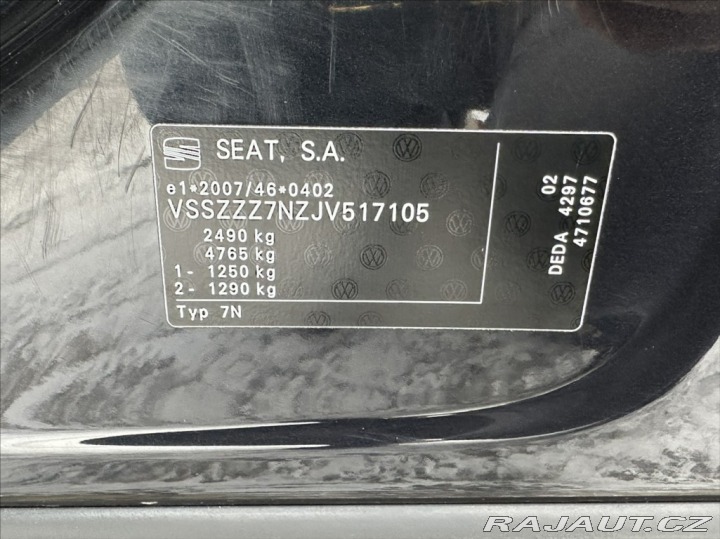 SEAT, S.A.
e1*2007/46*0402
VSSZZZ7NZJV517105
2490 kg
4765 kg
1- 1250 kg
2- 1290 kg
Typ 7N
02
DEDA 4297
4710677
RAJAUT.CZ